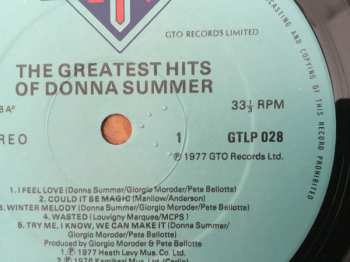 GTO RECORDS LIMITED
THE GREATEST HITS
OF DONNA SUMMER
33⅓ RPM
1
GTLP 028
℗ 1977 GTO Records Ltd.
1. I FEEL LOVE (Donna Summer/Giorgio Moroder/Pete Bellotte)
2. COULD IT BE MAGIC (Manilow/Anderson)
3. WINTER MELODY (Donna Summer/Giorgio Moroder/Pete Bellotte)
4. WASTED (Louvigny Marquee/MCPS)
5. TRY ME, I KNOW, WE CAN MAKE IT (Donna Summer/
Giorgio Moroder/Pete Bellotte)
Produced by Giorgio Moroder & Pete Bellotte
℗ 1977 Heath Levy Mus. Co. Ltd
COPYING OF THIS RECORD PROHIBITED